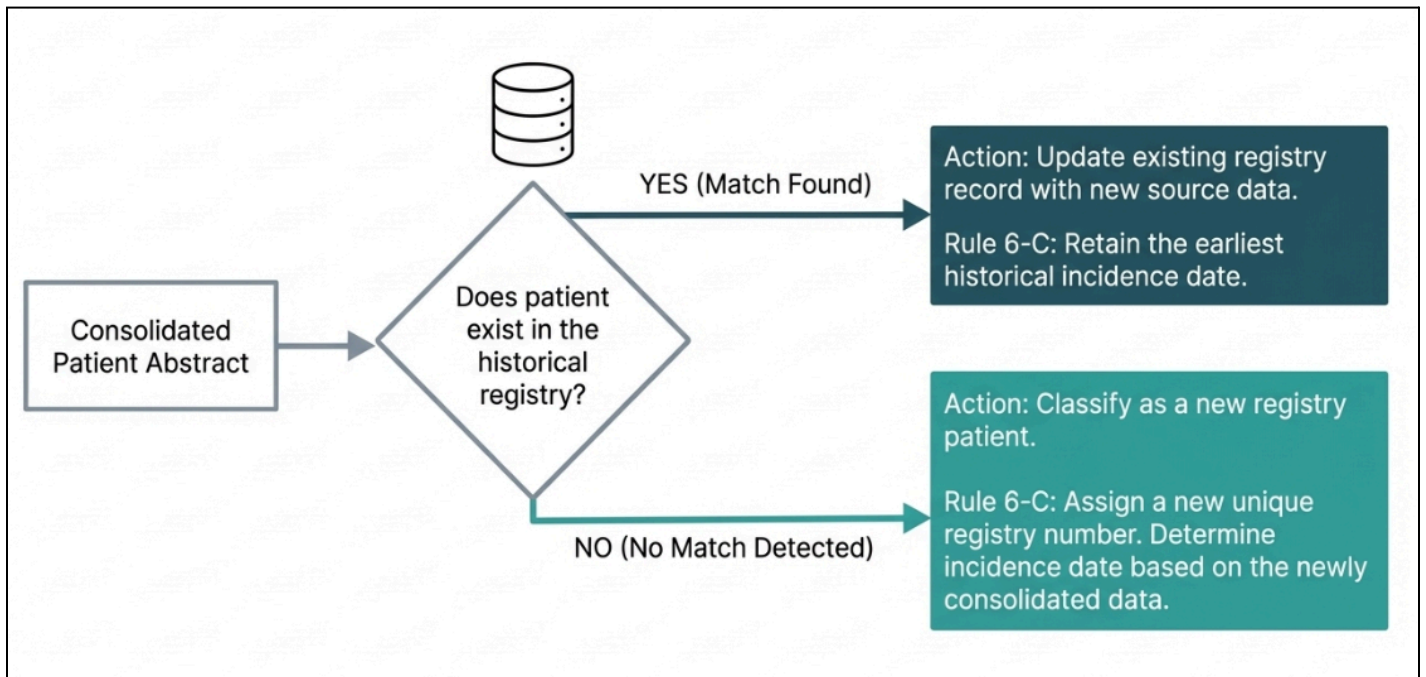 Consolidated
Patient Abstract
Does patient
exist in the
historical
registry?
YES (Match Found)
Action: Update existing registry
record with new source data.
Rule 6-C: Retain the earliest
historical incidence date.
NO (No Match Detected)
Action: Classify as a new registry
patient.
Rule 6-C: Assign a new unique
registry number. Determine
incidence date based on the newly
consolidated data.